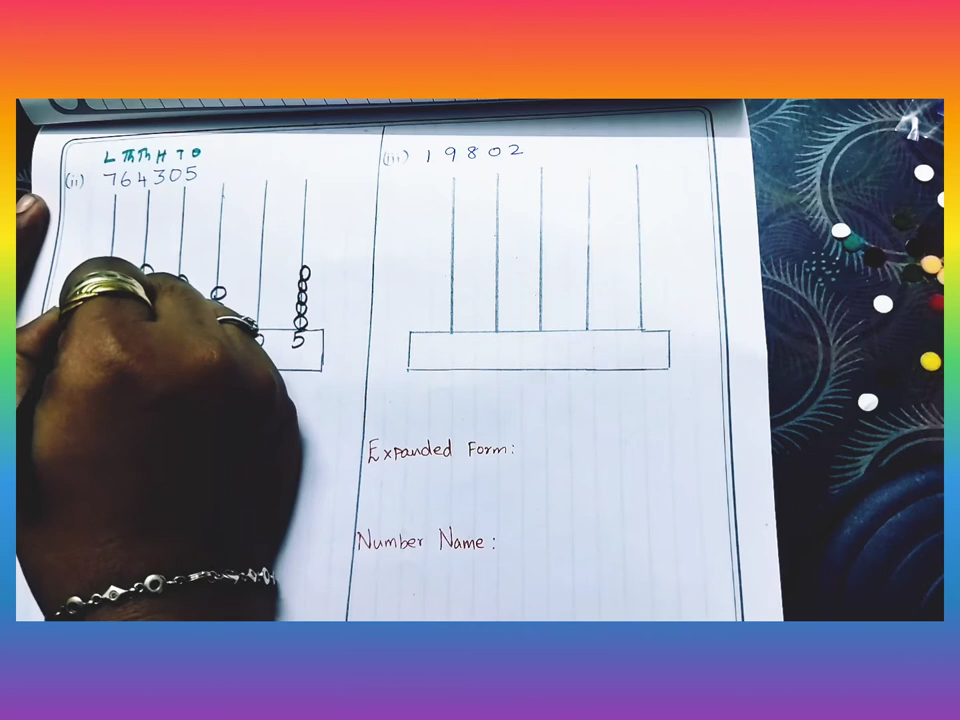 L TTh Th H T O
(ii) 764305
5
(iii) 19802
Expanded Form:
Number Name: